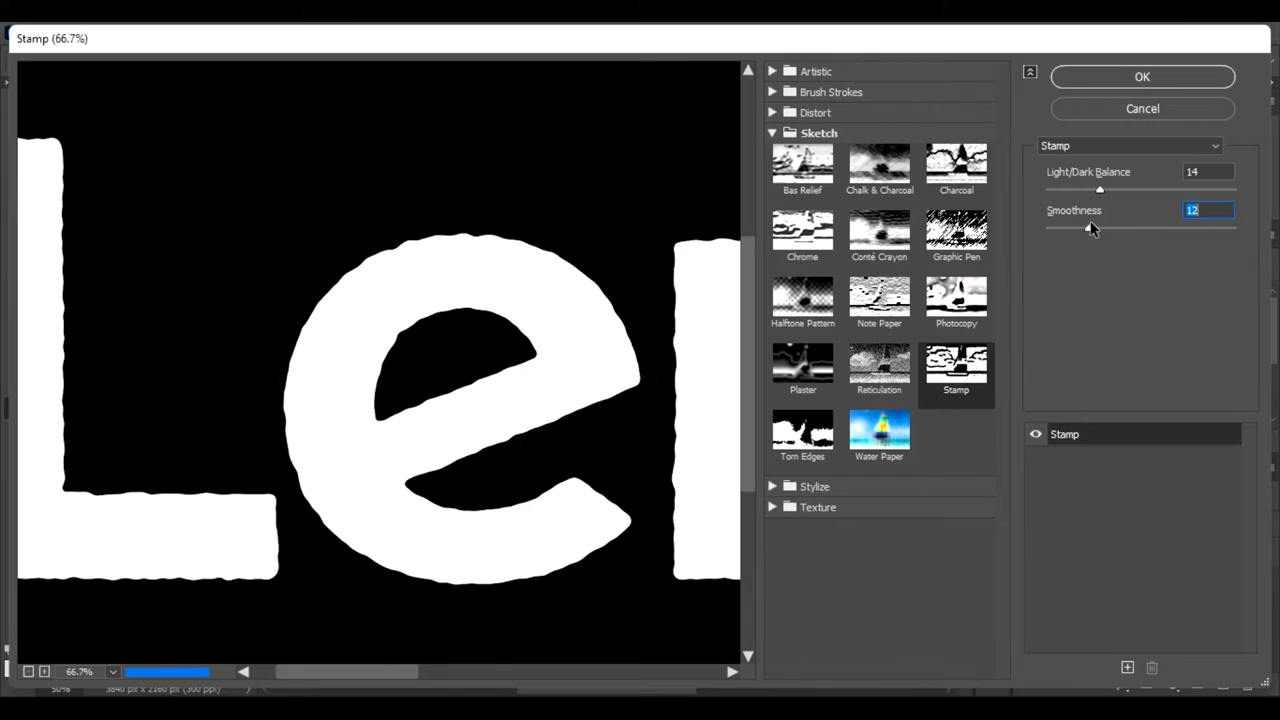 Stamp (66.7%)
Le
Artistic
Brush Strokes
Distort
Sketch
Bas Relief
Chalk & Charcoal
Charcoal
Chrome
Conté Crayon
Graphic Pen
Halftone Pattern
Note Paper
Photocopy
Plaster
Reticulation
Stamp
Torn Edges
Water Paper
Stylize
Texture
OK
Cancel
Stamp
Light/Dark Balance 14
Smoothness 12
Stamp
66.7%
50% 3840 px x 2160 px (300 ppi)